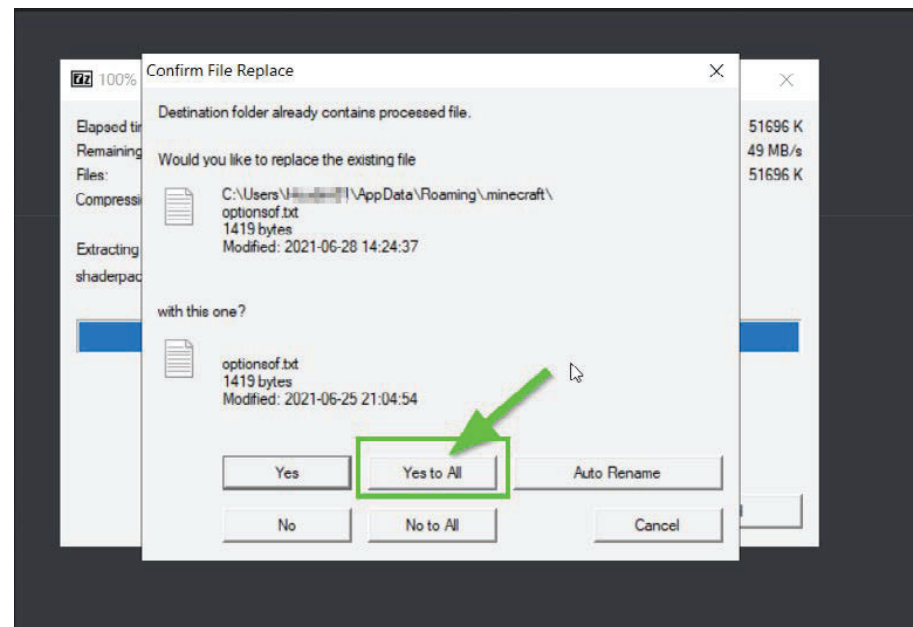 7z 100%
Confirm File Replace
Destination folder already contains processed file.
Elapsed tir
51696 K
Remaining
49 MB/s
Would you like to replace the existing file
Files:
51696 K
Compressi
C:\Users\ \AppData\Roaming\.minecraft\
optionsof.txt
1419 bytes
Modified: 2021-06-28 14:24:37
Extracting
shaderpac
with this one?
optionsof.txt
1419 bytes
Modified: 2021-06-25 21:04:54
Yes
Yes to All
Auto Rename
No
No to All
Cancel